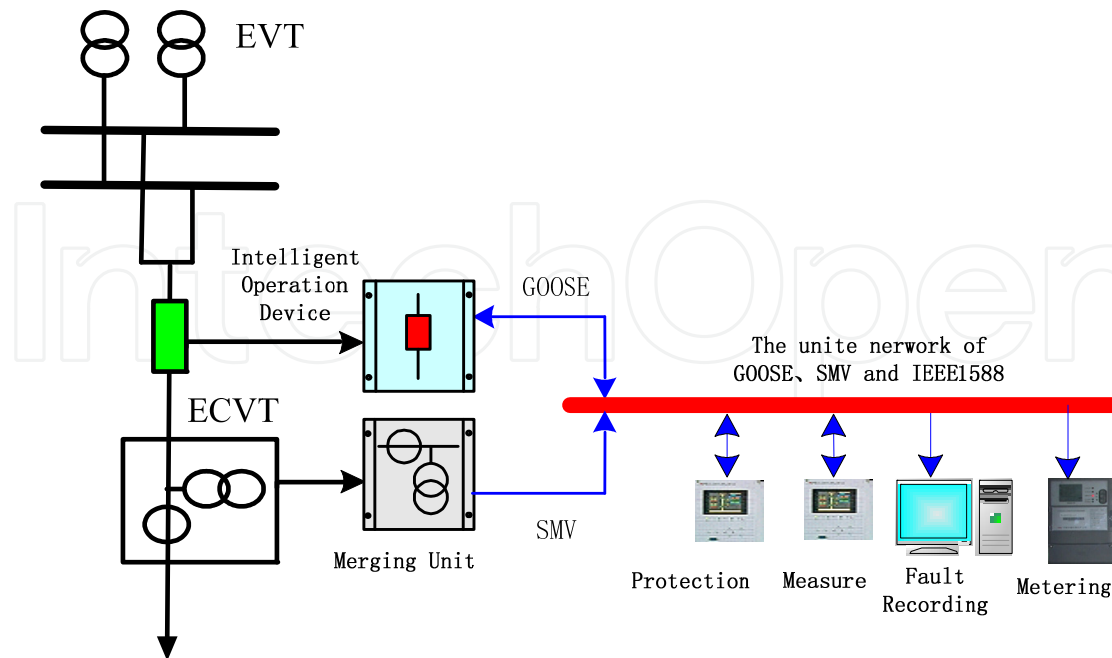 EVT
IntechOpen
Intelligent
Operation
Device
GOOSE
The unite nerwork of
GOOSE、SMV and IEEE1588
ECVT
SMV
Merging Unit
Protection
Measure
Fault
Recording
Metering